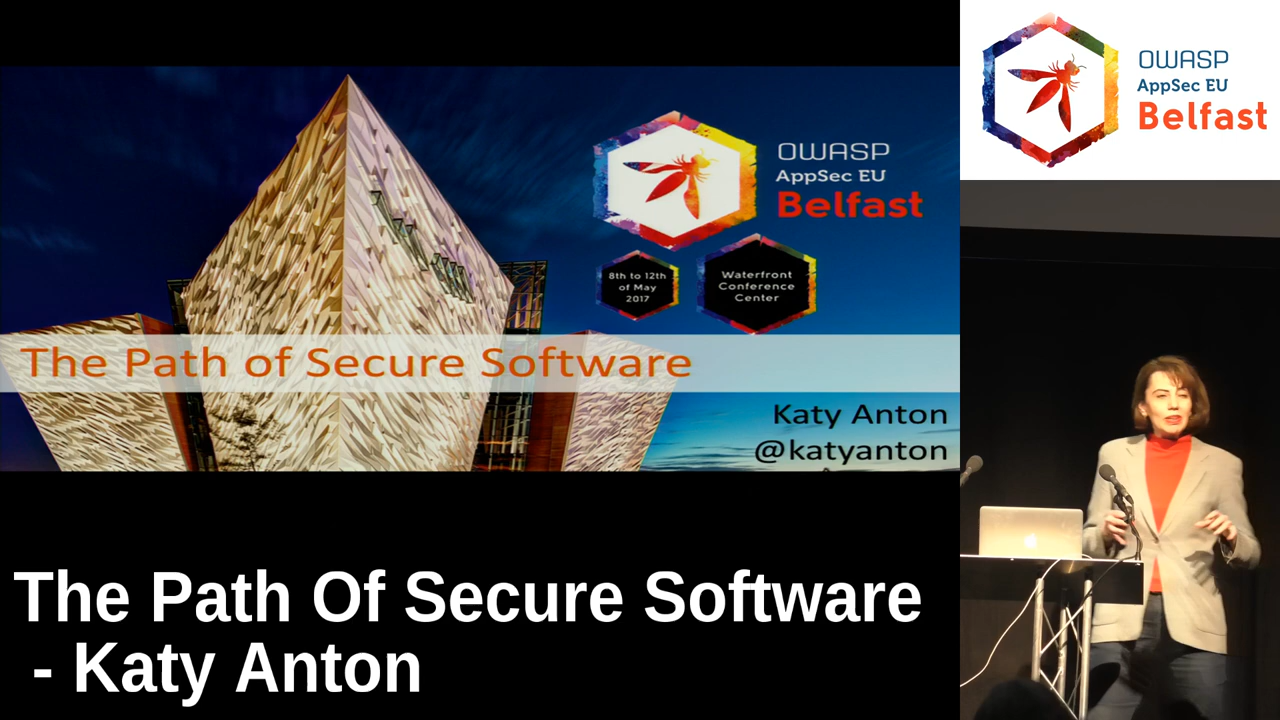 OWASP
AppSec EU
Belfast
8th to 12th
of May
2017
Waterfront
Conference
Center
The Path of Secure Software
Katy Anton
@katyanton
The Path Of Secure Software
- Katy Anton
OWASP
AppSec EU
Belfast